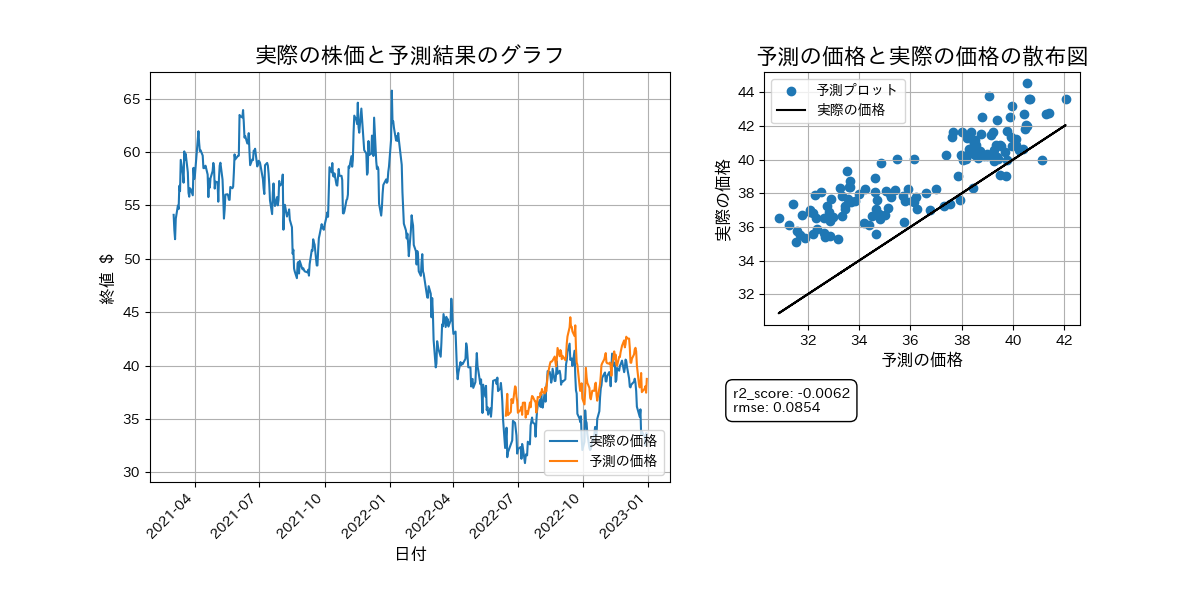 実際の株価と予測結果のグラフ
終値 $
65
60
55
50
45
40
35
30
2021-04
2021-07
2021-10
2022-01
2022-04
2022-07
2022-10
2023-01
日付
実際の価格
予測の価格
予測の価格と実際の価格の散布図
予測プロット
実際の価格
実際の価格
44
42
40
38
36
34
32
32
34
36
38
40
42
予測の価格
r2_score: -0.0062
rmse: 0.0854